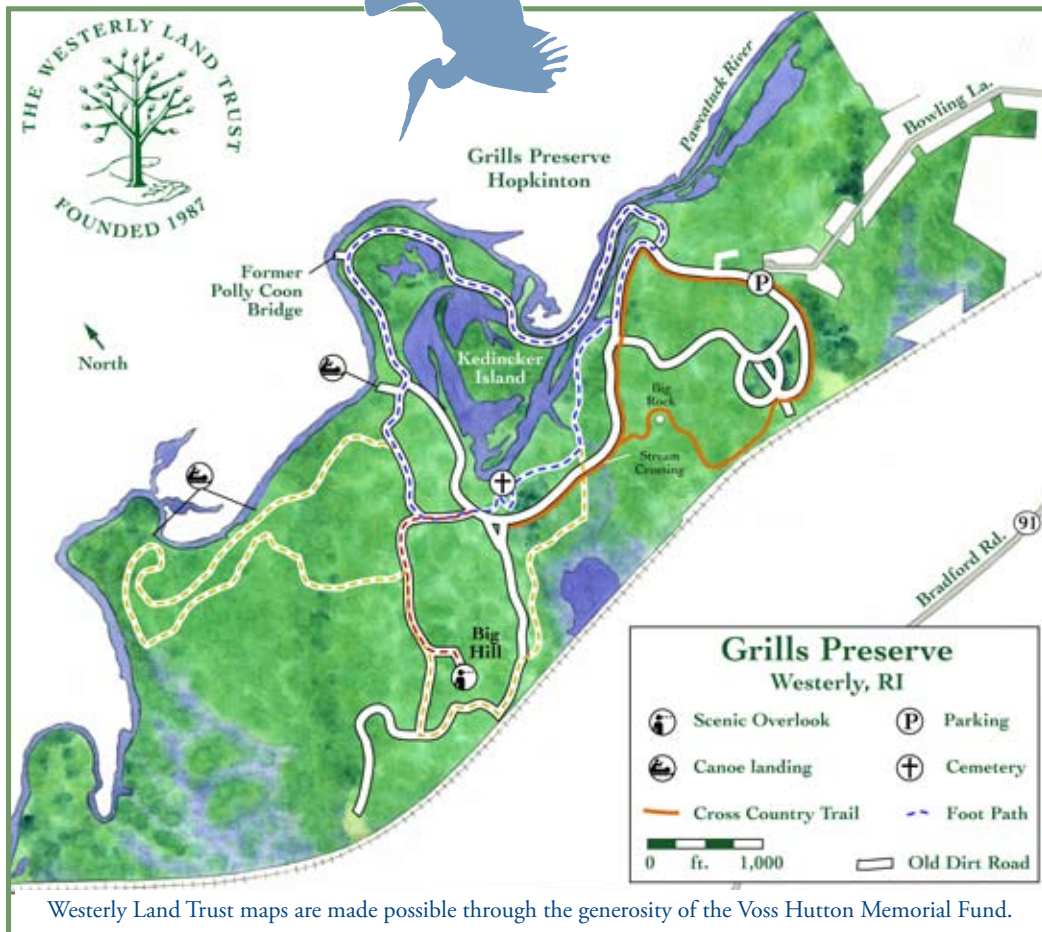 THE WESTERLY LAND TRUST
FOUNDED 1987
Pawcatuck River
Bowling La.
Grills Preserve
Hopkinton
Former
Polly Coon
Bridge
North
P
Kedincker
Island
Big
Rock
Stream
Crossing
91
Bradford Rd.
Big
Hill
Grills Preserve
Westerly, RI
Scenic Overlook
P Parking
Canoe landing
Cemetery
Cross Country Trail
Foot Path
0 ft. 1,000
Old Dirt Road
Westerly Land Trust maps are made possible through the generosity of the Voss Hutton Memorial Fund.